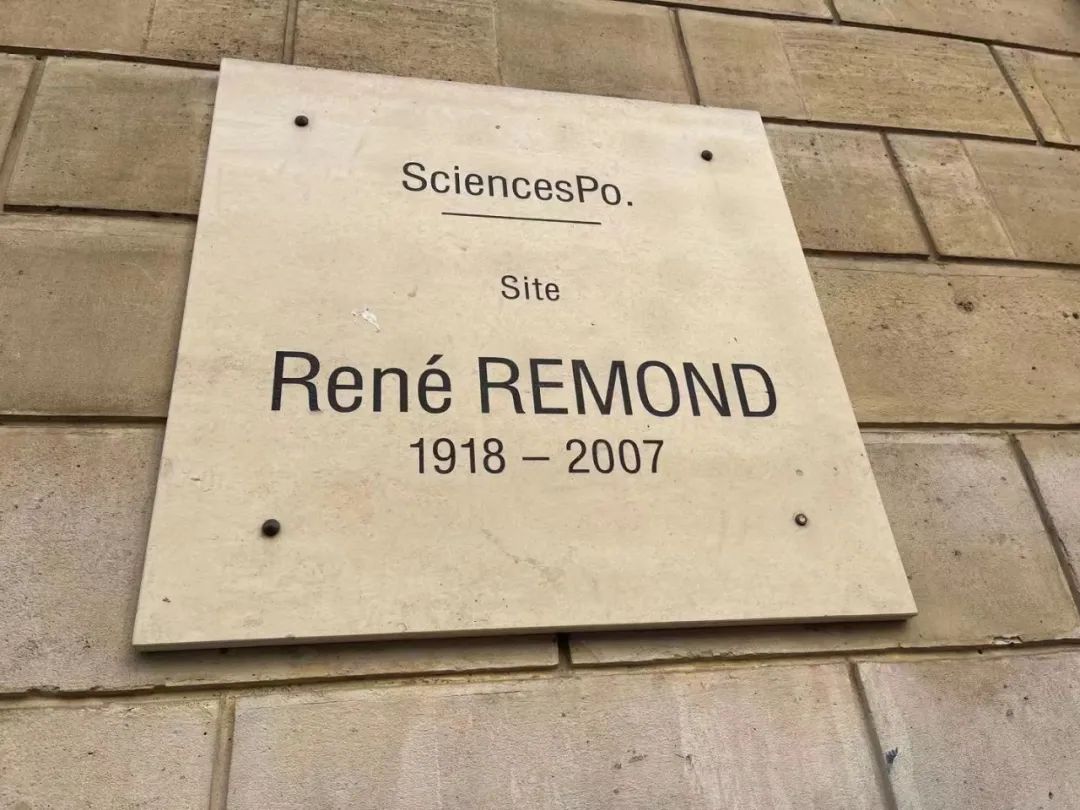 SciencesPo.
Site
René REMOND
1918 – 2007